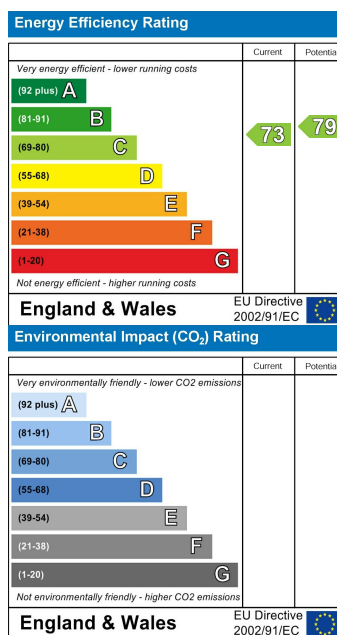 Energy Efficiency Rating
Current Potentia
Very energy efficient - lower running costs
(92 plus) A
(81-91) B
(69-80) C
(55-68) D
(39-54) E
(21-38) F
(1-20) G
73 79
Not energy efficient - higher running costs
England & Wales EU Directive 2002/91/EC
Environmental Impact (CO₂) Rating
Current Potentia
Very environmentally friendly - lower CO2 emissions
(92 plus) A
(81-91) B
(69-80) C
(55-68) D
(39-54) E
(21-38) F
(1-20) G
Not environmentally friendly - higher CO2 emissions
England & Wales EU Directive 2002/91/EC